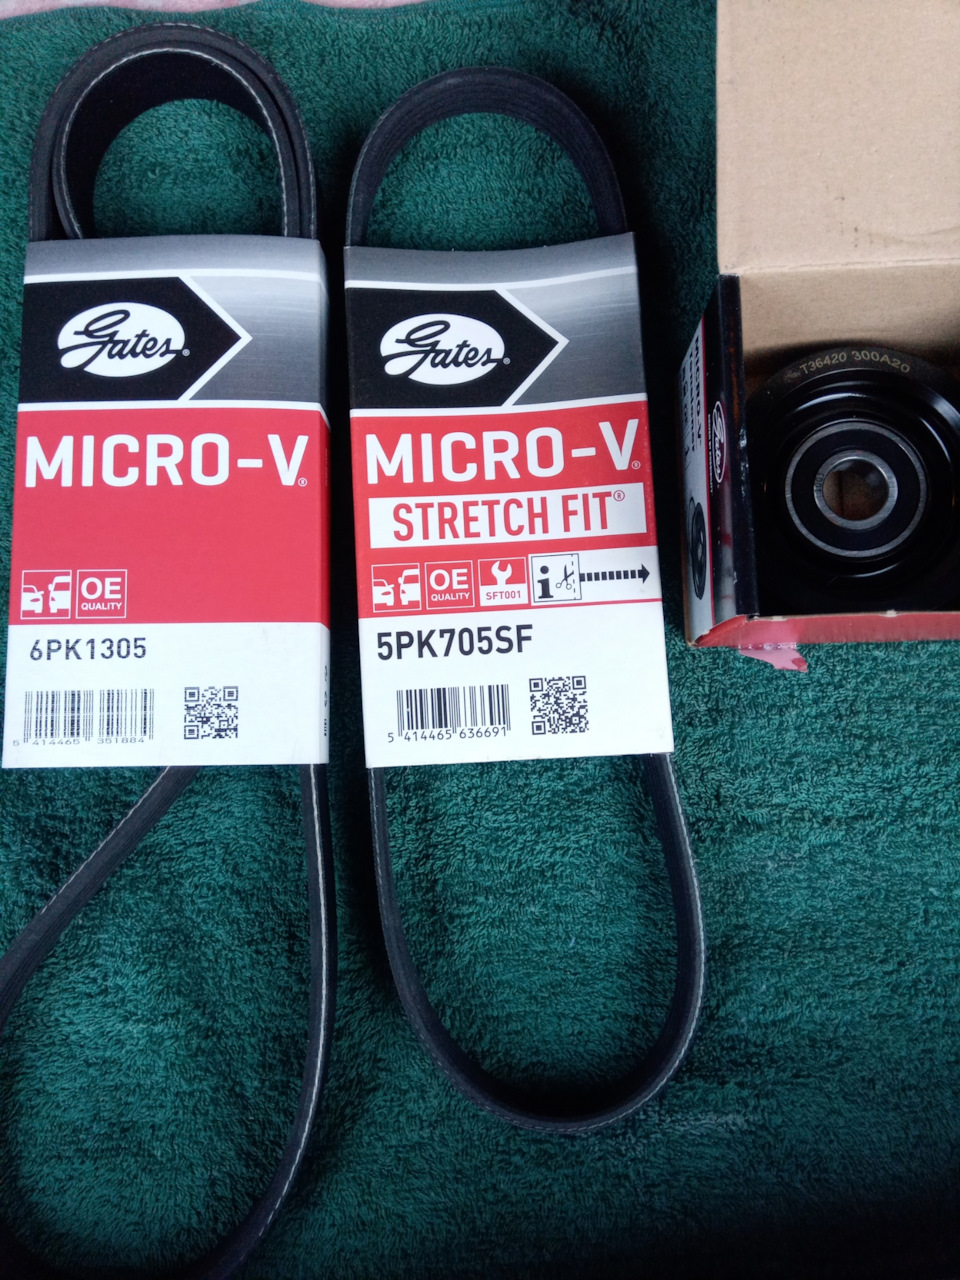 Gates®
MICRO-V®
OE
QUALITY
6PK1305
5 414465 351884
Gates®
MICRO-V®
STRETCH FIT®
OE
QUALITY
SFT001
i
5PK705SF
5 414465 636691
T36420 300A20
Gates